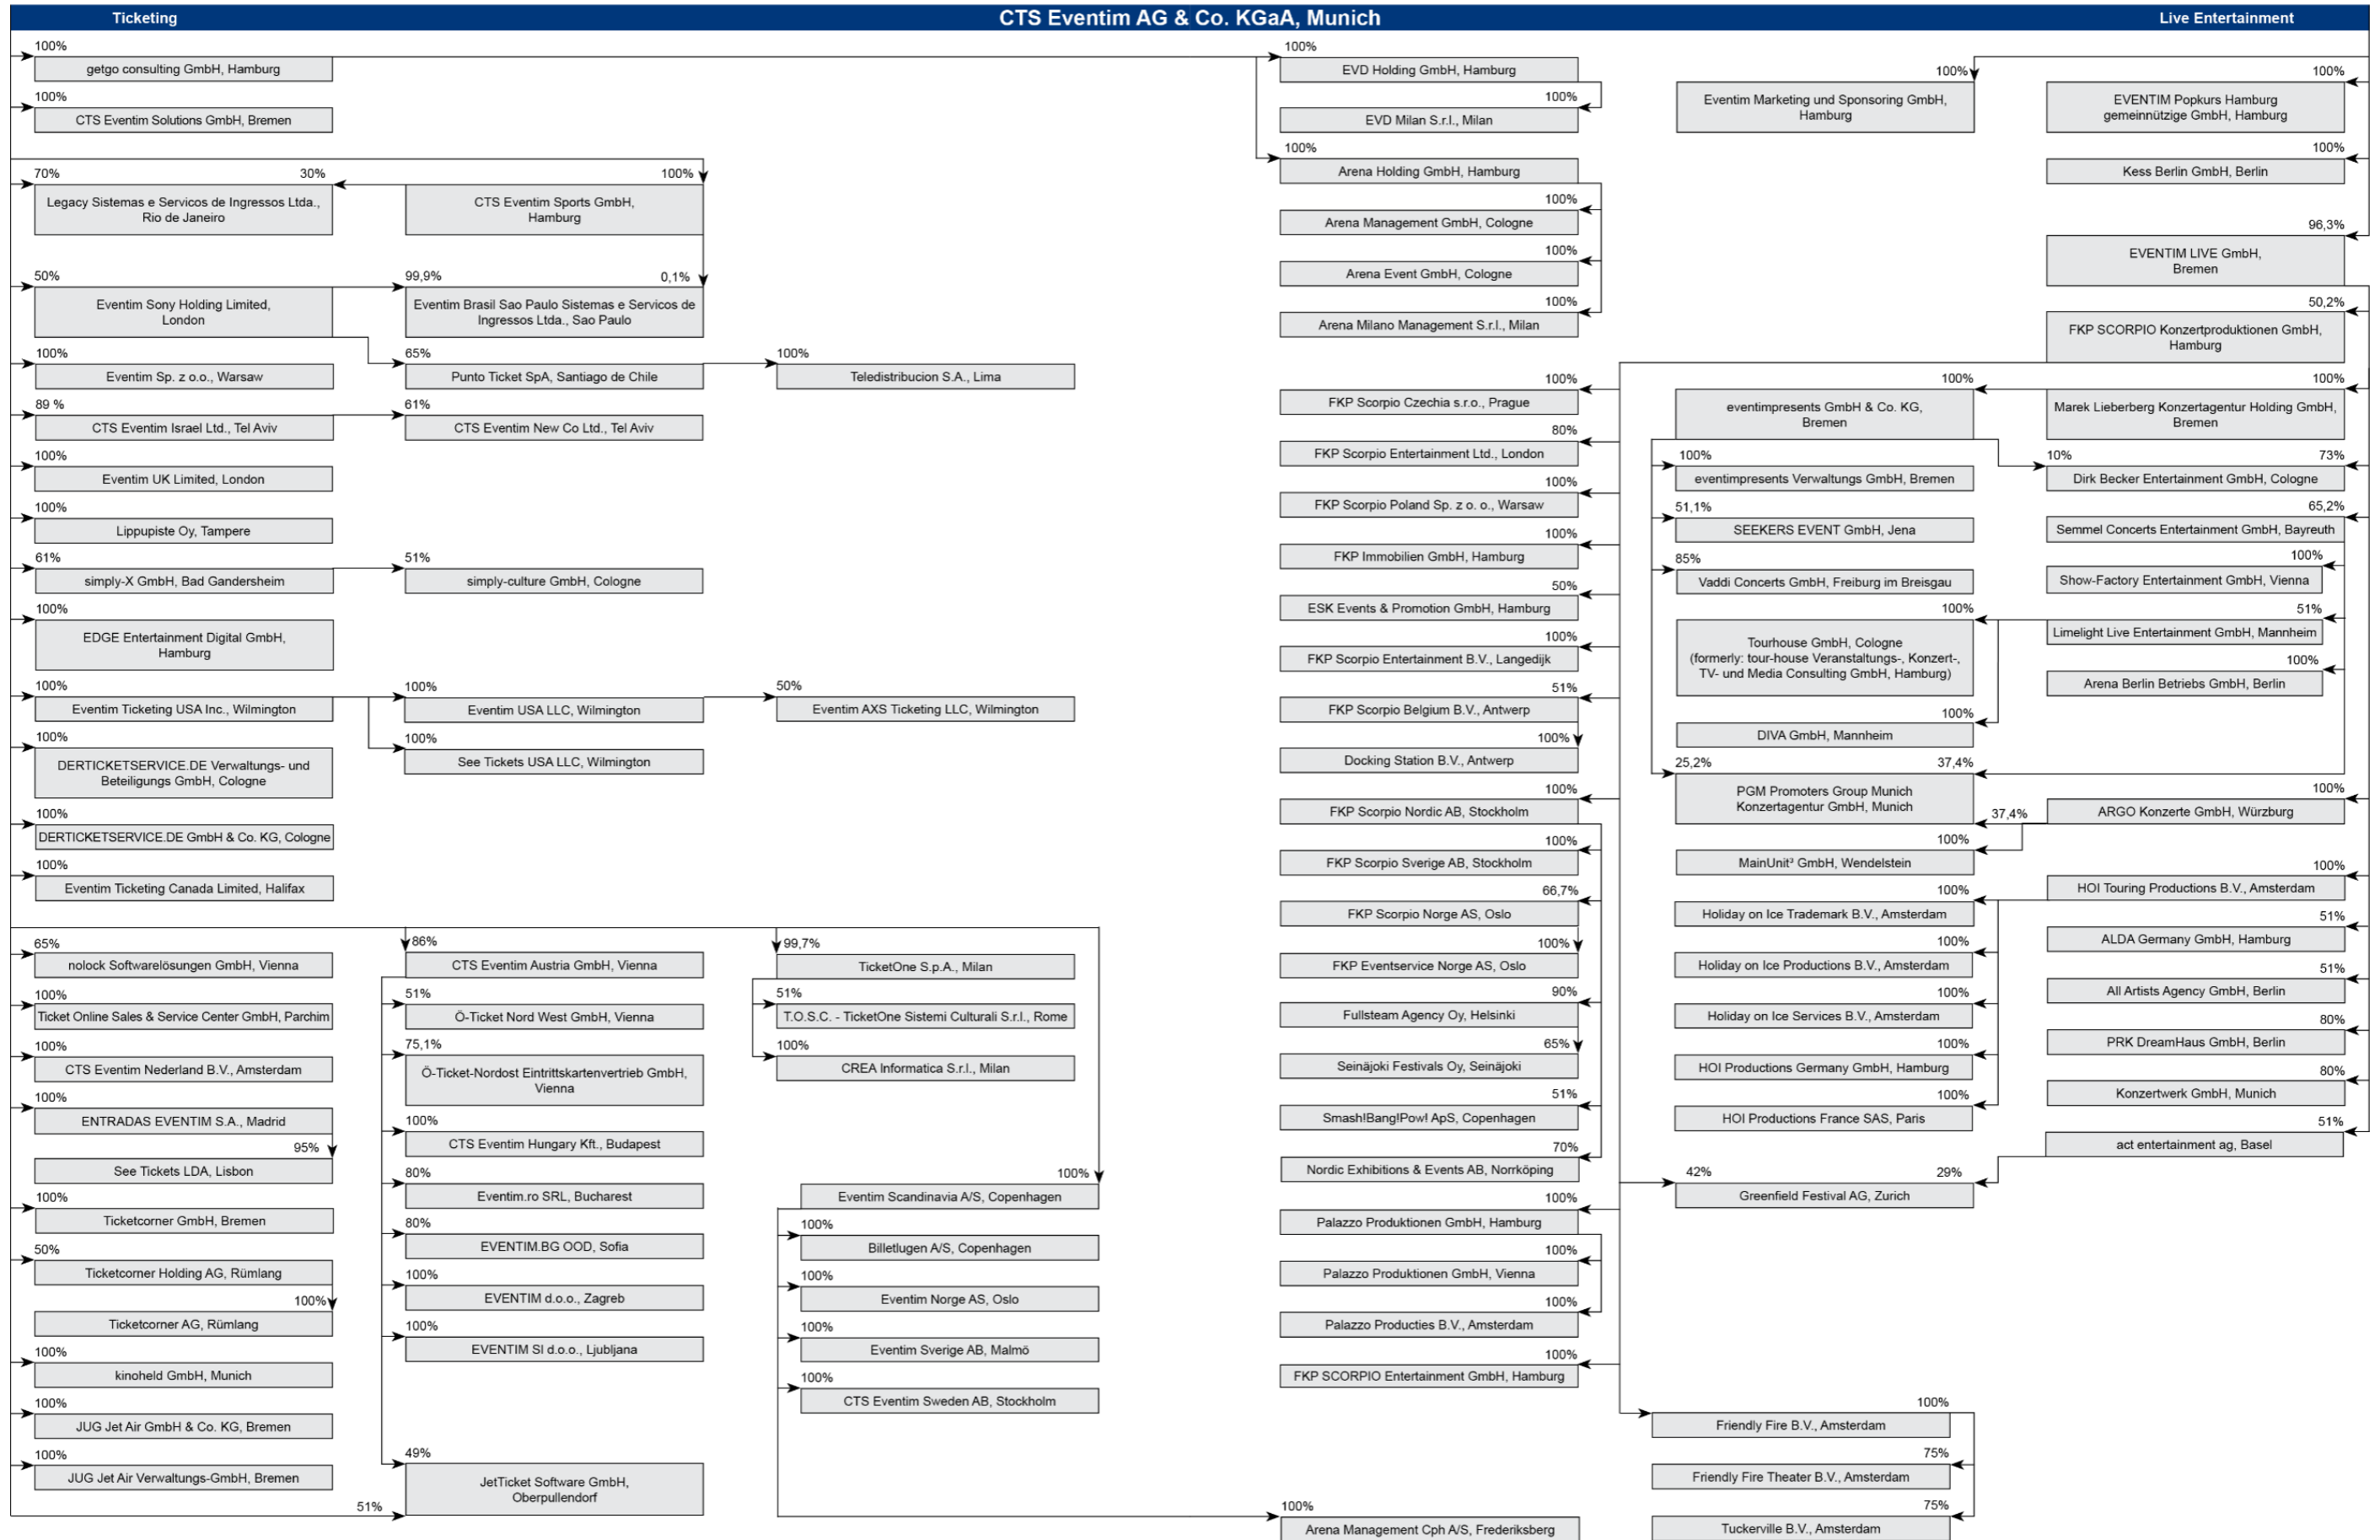 Ticketing
CTS Eventim AG & Co. KGaA, Munich
Live Entertainment
100%
getgo consulting GmbH, Hamburg
100%
CTS Eventim Solutions GmbH, Bremen
70%
30%
Legacy Sistemas e Servicos de Ingressos Ltda.,
Rio de Janeiro
100%
CTS Eventim Sports GmbH,
Hamburg
50%
Eventim Sony Holding Limited,
London
99,9%
0,1%
Eventim Brasil Sao Paulo Sistemas e Servicos de
Ingressos Ltda., Sao Paulo
100%
Eventim Sp. z o.o., Warsaw
65%
Punto Ticket SpA, Santiago de Chile
100%
Teledistribucion S.A., Lima
89 %
CTS Eventim Israel Ltd., Tel Aviv
61%
CTS Eventim New Co Ltd., Tel Aviv
100%
Eventim UK Limited, London
100%
Lippupiste Oy, Tampere
61%
simply-X GmbH, Bad Gandersheim
51%
simply-culture GmbH, Cologne
100%
EDGE Entertainment Digital GmbH,
Hamburg
100%
Eventim Ticketing USA Inc., Wilmington
100%
Eventim USA LLC, Wilmington
50%
Eventim AXS Ticketing LLC, Wilmington
100%
See Tickets USA LLC, Wilmington
100%
DERTICKETSERVICE.DE Verwaltungs- und
Beteiligungs GmbH, Cologne
100%
DERTICKETSERVICE.DE GmbH & Co. KG, Cologne
100%
Eventim Ticketing Canada Limited, Halifax
65%
nolock Softwarelösungen GmbH, Vienna
100%
Ticket Online Sales & Service Center GmbH, Parchim
100%
CTS Eventim Nederland B.V., Amsterdam
100%
ENTRADAS EVENTIM S.A., Madrid
95%
See Tickets LDA, Lisbon
100%
Ticketcorner GmbH, Bremen
50%
Ticketcorner Holding AG, Rümlang
100%
Ticketcorner AG, Rümlang
100%
kinoheld GmbH, Munich
100%
JUG Jet Air GmbH & Co. KG, Bremen
100%
JUG Jet Air Verwaltungs-GmbH, Bremen
86%
CTS Eventim Austria GmbH, Vienna
51%
Ö-Ticket Nord West GmbH, Vienna
75,1%
Ö-Ticket-Nordost Eintrittskartenvertrieb GmbH,
Vienna
100%
CTS Eventim Hungary Kft., Budapest
80%
Eventim.ro SRL, Bucharest
80%
EVENTIM.BG OOD, Sofia
100%
EVENTIM d.o.o., Zagreb
100%
EVENTIM SI d.o.o., Ljubljana
49%
JetTicket Software GmbH,
Oberpullendorf
51%
99,7%
TicketOne S.p.A., Milan
51%
T.O.S.C. - TicketOne Sistemi Culturali S.r.l., Rome
100%
CREA Informatica S.r.l., Milan
100%
Eventim Scandinavia A/S, Copenhagen
100%
Billetlugen A/S, Copenhagen
100%
Eventim Norge AS, Oslo
100%
Eventim Sverige AB, Malmö
100%
CTS Eventim Sweden AB, Stockholm
100%
EVD Holding GmbH, Hamburg
100%
EVD Milan S.r.l., Milan
100%
Arena Holding GmbH, Hamburg
100%
Arena Management GmbH, Cologne
100%
Arena Event GmbH, Cologne
100%
Arena Milano Management S.r.l., Milan
100%
FKP Scorpio Czechia s.r.o., Prague
80%
FKP Scorpio Entertainment Ltd., London
100%
FKP Scorpio Poland Sp. z o. o., Warsaw
100%
FKP Immobilien GmbH, Hamburg
50%
ESK Events & Promotion GmbH, Hamburg
100%
FKP Scorpio Entertainment B.V., Langedijk
51%
FKP Scorpio Belgium B.V., Antwerp
100%
Docking Station B.V., Antwerp
100%
FKP Scorpio Nordic AB, Stockholm
100%
FKP Scorpio Sverige AB, Stockholm
66,7%
FKP Scorpio Norge AS, Oslo
100%
FKP Eventservice Norge AS, Oslo
90%
Fullsteam Agency Oy, Helsinki
65%
Seinäjoki Festivals Oy, Seinäjoki
51%
Smash!Bang!Pow! ApS, Copenhagen
70%
Nordic Exhibitions & Events AB, Norrköping
100%
Palazzo Produktionen GmbH, Hamburg
100%
Palazzo Produktionen GmbH, Vienna
100%
Palazzo Producties B.V., Amsterdam
100%
FKP SCORPIO Entertainment GmbH, Hamburg
100%
Arena Management Cph A/S, Frederiksberg
100%
Eventim Marketing und Sponsoring GmbH,
Hamburg
100%
eventimpresents GmbH & Co. KG,
Bremen
100%
eventimpresents Verwaltungs GmbH, Bremen
51,1%
SEEKERS EVENT GmbH, Jena
85%
Vaddi Concerts GmbH, Freiburg im Breisgau
100%
Tourhouse GmbH, Cologne
(formerly: tour-house Veranstaltungs-, Konzert-,
TV- und Media Consulting GmbH, Hamburg)
100%
DIVA GmbH, Mannheim
25,2%
37,4%
PGM Promoters Group Munich
Konzertagentur GmbH, Munich
37,4%
100%
MainUnit³ GmbH, Wendelstein
100%
Holiday on Ice Trademark B.V., Amsterdam
100%
Holiday on Ice Productions B.V., Amsterdam
100%
Holiday on Ice Services B.V., Amsterdam
100%
HOI Productions Germany GmbH, Hamburg
100%
HOI Productions France SAS, Paris
42%
29%
Greenfield Festival AG, Zurich
100%
Friendly Fire B.V., Amsterdam
75%
Friendly Fire Theater B.V., Amsterdam
75%
Tuckerville B.V., Amsterdam
100%
EVENTIM Popkurs Hamburg
gemeinnützige GmbH, Hamburg
100%
Kess Berlin GmbH, Berlin
96,3%
EVENTIM LIVE GmbH,
Bremen
50,2%
FKP SCORPIO Konzertproduktionen GmbH,
Hamburg
100%
Marek Lieberberg Konzertagentur Holding GmbH,
Bremen
10%
73%
Dirk Becker Entertainment GmbH, Cologne
65,2%
Semmel Concerts Entertainment GmbH, Bayreuth
100%
Show-Factory Entertainment GmbH, Vienna
51%
Limelight Live Entertainment GmbH, Mannheim
100%
Arena Berlin Betriebs GmbH, Berlin
100%
ARGO Konzerte GmbH, Würzburg
100%
HOI Touring Productions B.V., Amsterdam
51%
ALDA Germany GmbH, Hamburg
51%
All Artists Agency GmbH, Berlin
80%
PRK DreamHaus GmbH, Berlin
80%
Konzertwerk GmbH, Munich
51%
act entertainment ag, Basel